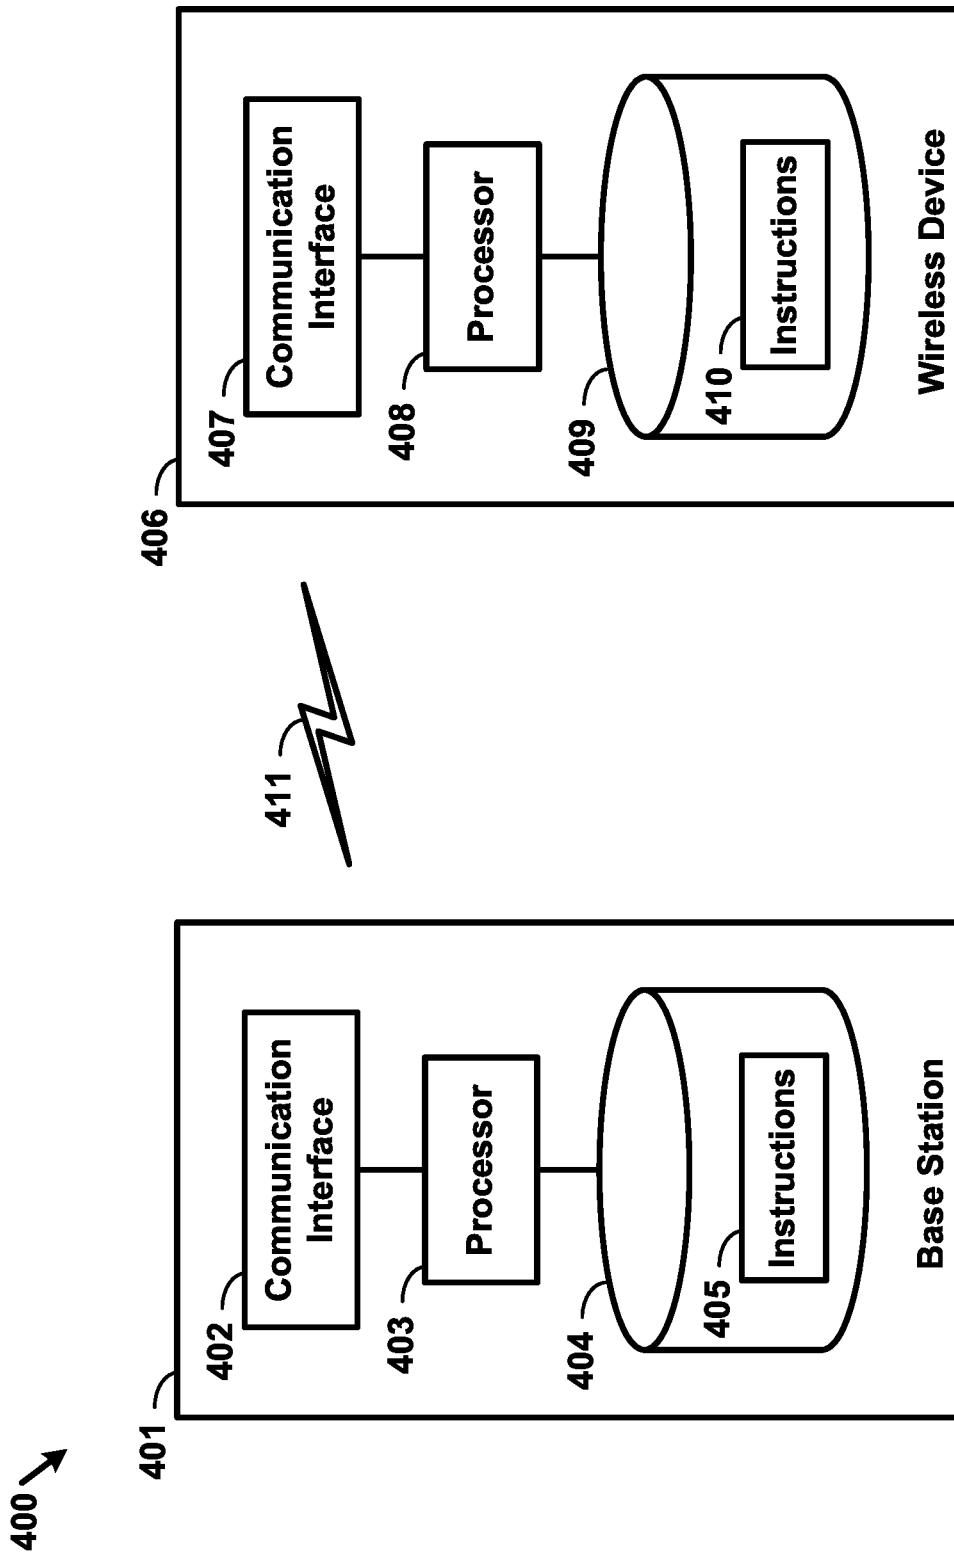 400
401
402
Communication
Interface
403
Processor
404
405
Instructions
Base Station
411
406
407
Communication
Interface
408
Processor
409
410
Instructions
Wireless Device